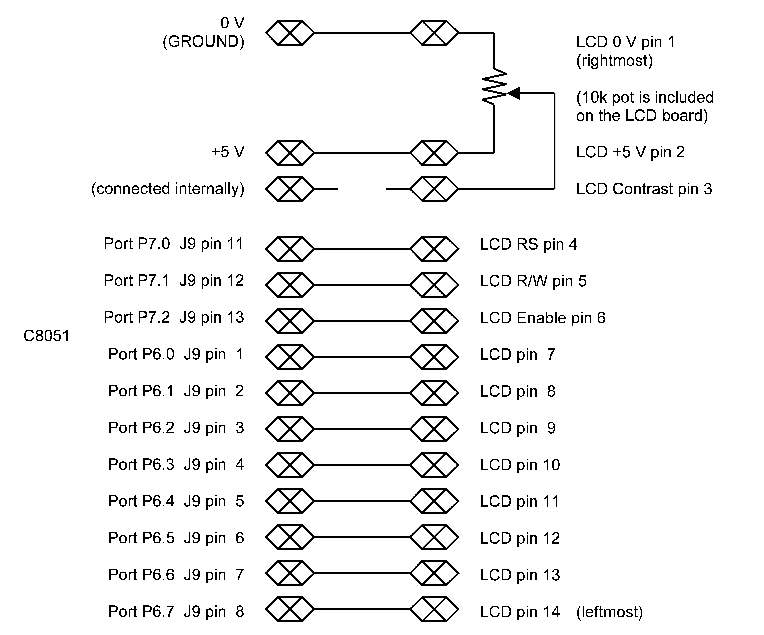 0 V
(GROUND)
LCD 0 V pin 1
(rightmost)
(10k pot is included
on the LCD board)
+5 V
LCD +5 V pin 2
(connected internally)
LCD Contrast pin 3
Port P7.0 J9 pin 11
LCD RS pin 4
Port P7.1 J9 pin 12
LCD R/W pin 5
Port P7.2 J9 pin 13
LCD Enable pin 6
C8051
Port P6.0 J9 pin 1
LCD pin 7
Port P6.1 J9 pin 2
LCD pin 8
Port P6.2 J9 pin 3
LCD pin 9
Port P6.3 J9 pin 4
LCD pin 10
Port P6.4 J9 pin 5
LCD pin 11
Port P6.5 J9 pin 6
LCD pin 12
Port P6.6 J9 pin 7
LCD pin 13
Port P6.7 J9 pin 8
LCD pin 14 (leftmost)